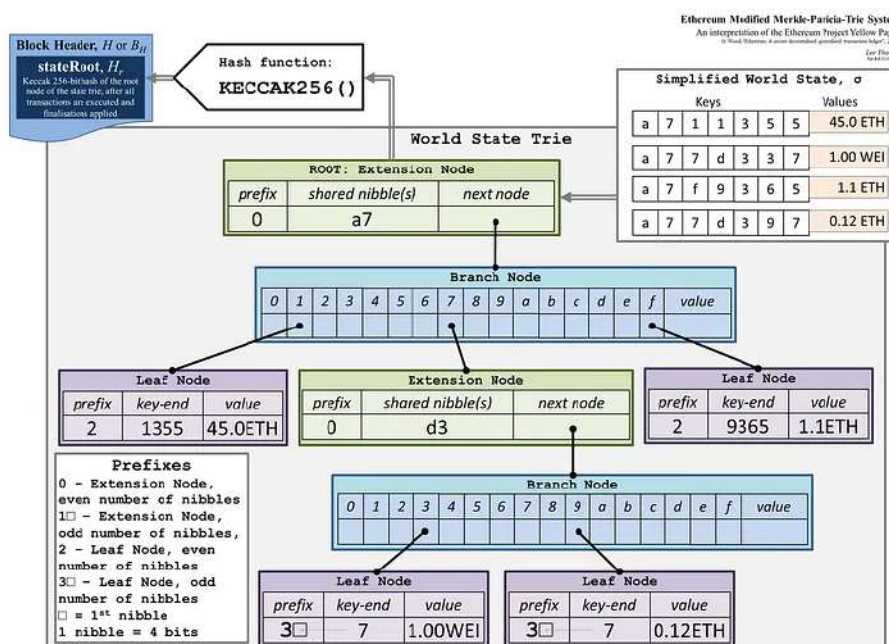 Ethereum Modified Merkle-Paricia-Trie Syste
An interpretation of the Ethereum Project Yellow Pa
Block Header, H or B_H
stateRoot, H_r
Keccak 256-bithash of the root
node of the state trie, after all
transactions are executed and
finalisations applied
Hash function:
KECCAK256()
Simplified World State, σ
Keys Values
a 7 1 1 3 5 5 45.0 ETH
a 7 7 d 3 3 7 1.00 WEI
a 7 f 9 3 6 5 1.1 ETH
a 7 7 d 3 9 7 0.12 ETH
World State Trie
ROOT: Extension Node
prefix shared nibble(s) next node
0 a7
Branch Node
0 1 2 3 4 5 6 7 8 9 a b c d e f value
Leaf Node
prefix key-end value
2 1355 45.0ETH
Extension Node
prefix shared nibble(s) next node
0 d3
Leaf Node
prefix key-end value
2 9365 1.1ETH
Prefixes
0 - Extension Node,
even number of nibbles
1□ - Extension Node,
odd number of nibbles,
2 - Leaf Node, even
number of nibbles
3□ - Leaf Node, odd
number of nibbles
□ = 1st nibble
1 nibble = 4 bits
Branch Node
0 1 2 3 4 5 6 7 8 9 a b c d e f value
Leaf Node
prefix key-end value
3□ 7 1.00WEI
Leaf Node
prefix key-end value
3□ 7 0.12ETH